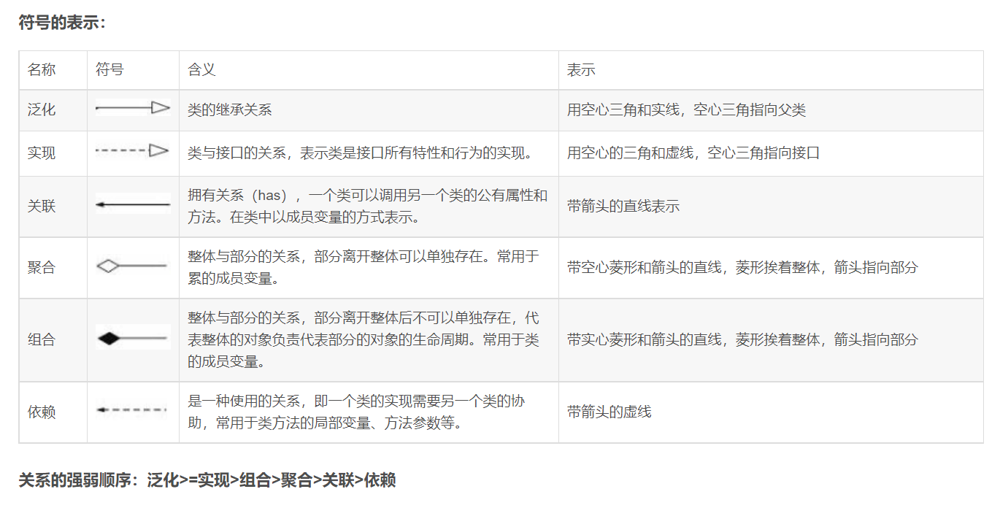 符号的表示：
名称 符号 含义 表示
泛化 类的继承关系 用空心三角和实线，空心三角指向父类
实现 类与接口的关系，表示类是接口所有特性和行为的实现。 用空心的三角和虚线，空心三角指向接口
关联 拥有关系（has），一个类可以调用另一个类的公有属性和
方法。在类中以成员变量的方式表示。 带箭头的直线表示
聚合 整体与部分的关系，部分离开整体可以单独存在。常用于
累的成员变量。 带空心菱形和箭头的直线，菱形挨着整体，箭头指向部分
组合 整体与部分的关系，部分离开整体后不可以单独存在，代
表整体的对象负责代表部分的对象的生命周期。常用于类
的成员变量。 带实心菱形和箭头的直线，菱形挨着整体，箭头指向部分
依赖 是一种使用的关系，即一个类的实现需要另一个类的协
助，常用于类方法的局部变量、方法参数等。 带箭头的虚线
关系的强弱顺序：泛化>=实现>组合>聚合>关联>依赖